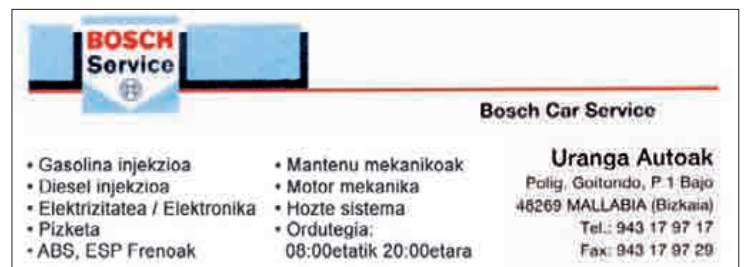 BOSCH
Service
Bosch Car Service
• Gasolina injekzioa
• Diesel injekzioa
• Elektrizitatea / Elektronika
• Pizketa
• ABS, ESP Frenoak
• Mantenu mekanikoak
• Motor mekanika
• Hozte sistema
• Ordutegia:
08:00etatik 20:00etara
Uranga Autoak
Polig. Goitondo, P 1 Bajo
48269 MALLABIA (Bizkaia)
Tel.: 943 17 97 17
Fax: 943 17 97 29